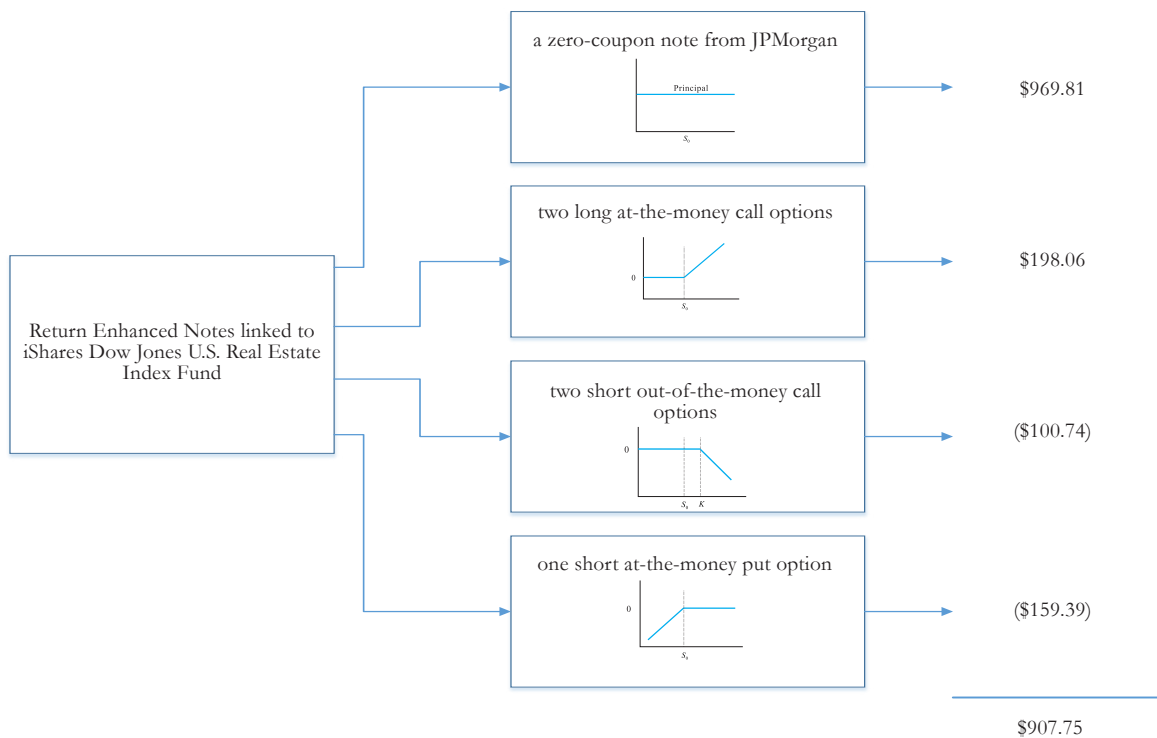 a zero-coupon note from JPMorgan
Principal
S₀
$969.81
two long at-the-money call options
0
S₀
$198.06
Return Enhanced Notes linked to
iShares Dow Jones U.S. Real Estate
Index Fund
two short out-of-the-money call
options
0
S₀ K
($100.74)
one short at-the-money put option
0
S₀
($159.39)
$907.75